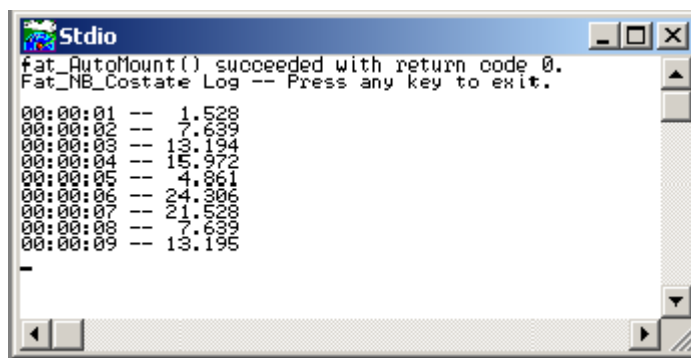 Stdio
fat_AutoMount() succeeded with return code 0.
Fat_NB_Costate Log -- Press any key to exit.
00:00:01 --  1.528
00:00:02 --  7.639
00:00:03 -- 13.194
00:00:04 -- 15.972
00:00:05 --  4.861
00:00:06 -- 24.306
00:00:07 -- 21.528
00:00:08 --  7.639
00:00:09 -- 13.195